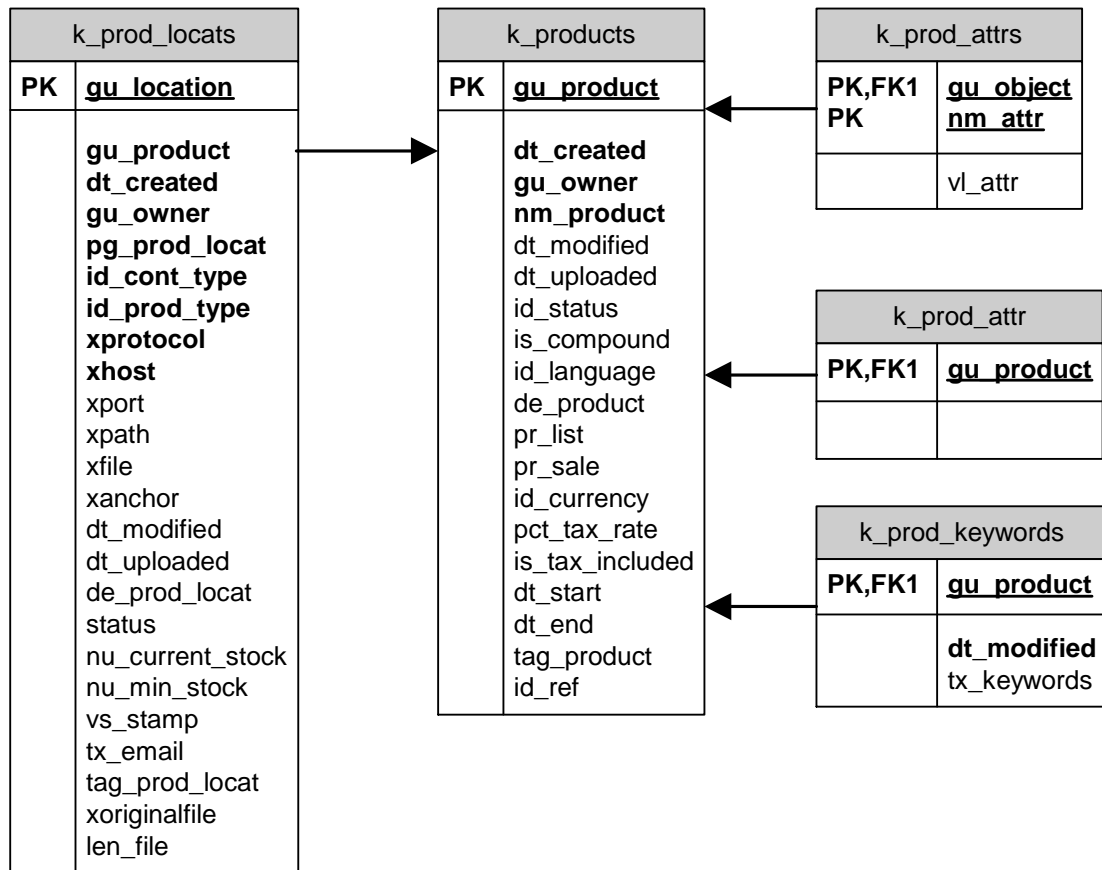 k_prod_locats
PK gu_location
gu_product
dt_created
gu_owner
pg_prod_locat
id_cont_type
id_prod_type
xprotocol
xhost
xport
xpath
xfile
xanchor
dt_modified
dt_uploaded
de_prod_locat
status
nu_current_stock
nu_min_stock
vs_stamp
tx_email
tag_prod_locat
xoriginalfile
len_file
k_products
PK gu_product
dt_created
gu_owner
nm_product
dt_modified
dt_uploaded
id_status
is_compound
id_language
de_product
pr_list
pr_sale
id_currency
pct_tax_rate
is_tax_included
dt_start
dt_end
tag_product
id_ref
k_prod_attrs
PK,FK1 gu_object
PK nm_attr
vl_attr
k_prod_attr
PK,FK1 gu_product
k_prod_keywords
PK,FK1 gu_product
dt_modified
tx_keywords